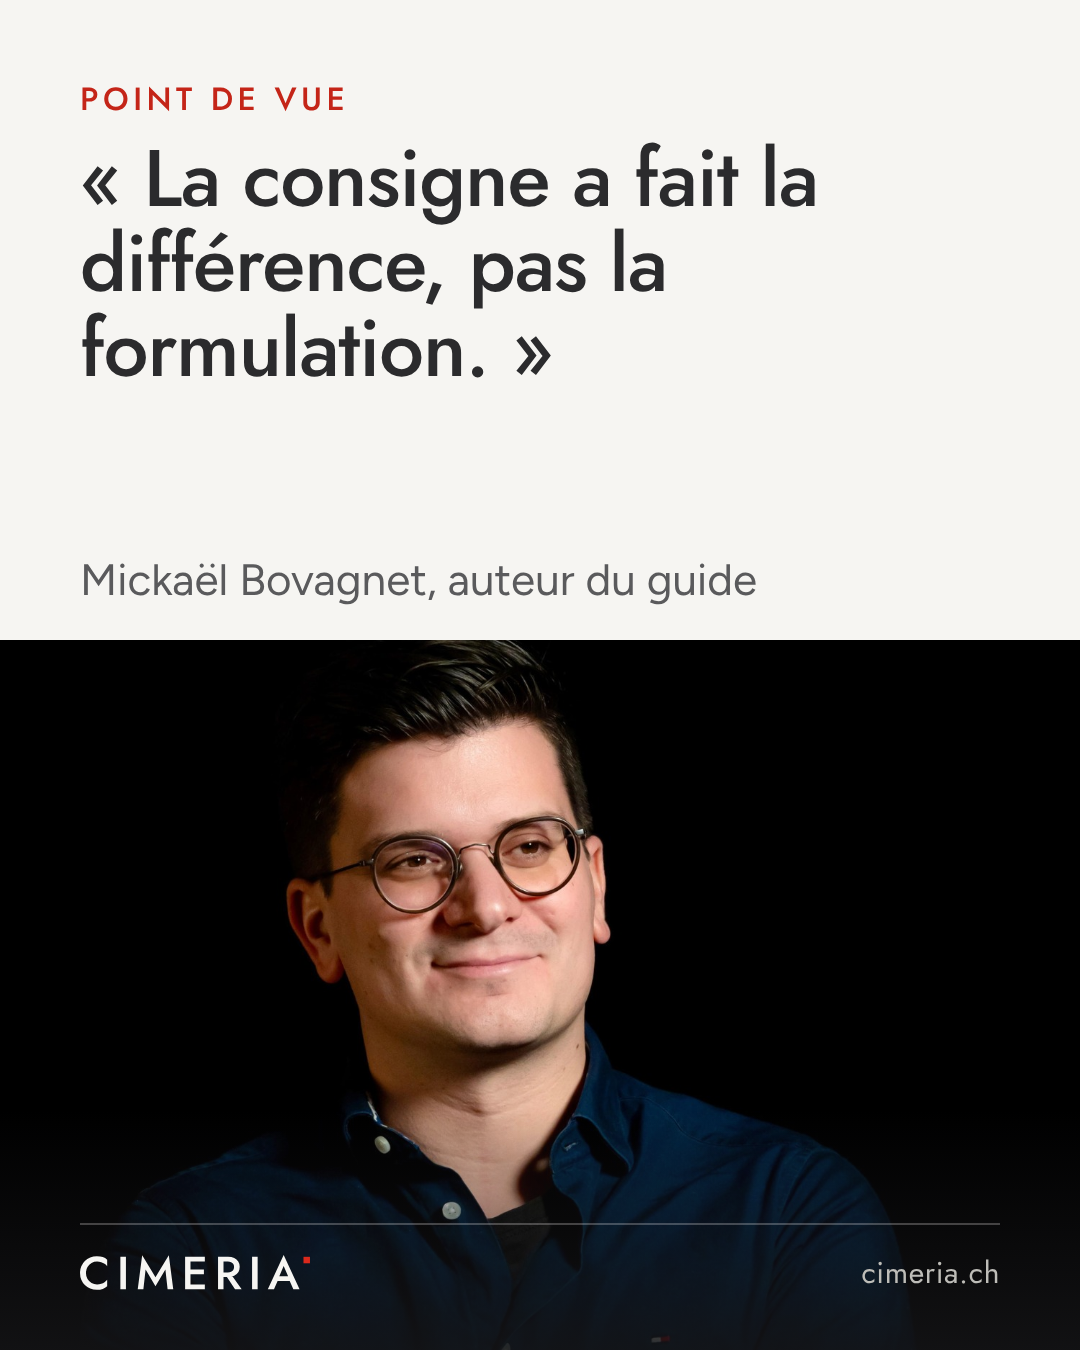 POINT DE VUE
« La consigne a fait la
différence, pas la
formulation. »
Mickaël Bovagnet, auteur du guide
CIMERIA
cimeria.ch